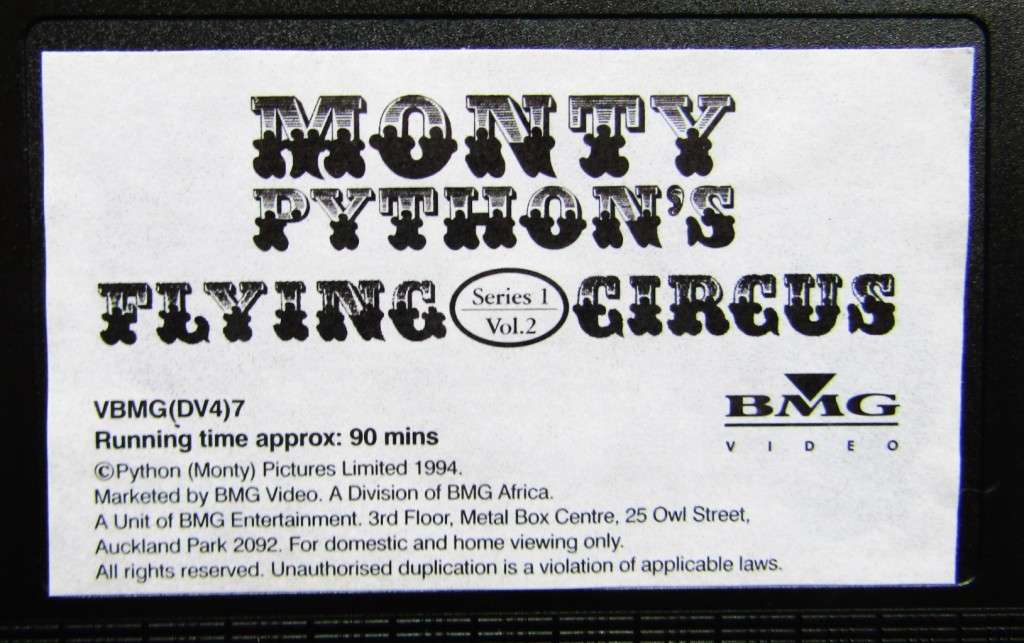 MONTY
PYTHON'S
FLYING CIRCUS
Series 1
Vol.2
BMG
VIDEO
VBMG(DV4)7
Running time approx: 90 mins
©Python (Monty) Pictures Limited 1994.
Marketed by BMG Video. A Division of BMG Africa.
A Unit of BMG Entertainment. 3rd Floor, Metal Box Centre, 25 Owl Street,
Auckland Park 2092. For domestic and home viewing only.
All rights reserved. Unauthorised duplication is a violation of applicable laws.